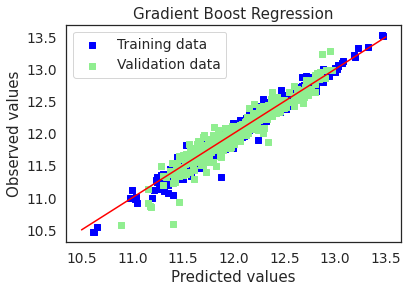 Gradient Boost Regression
Training data
Validation data
Observed values
13.5
13.0
12.5
12.0
11.5
11.0
10.5
10.5 11.0 11.5 12.0 12.5 13.0 13.5
Predicted values